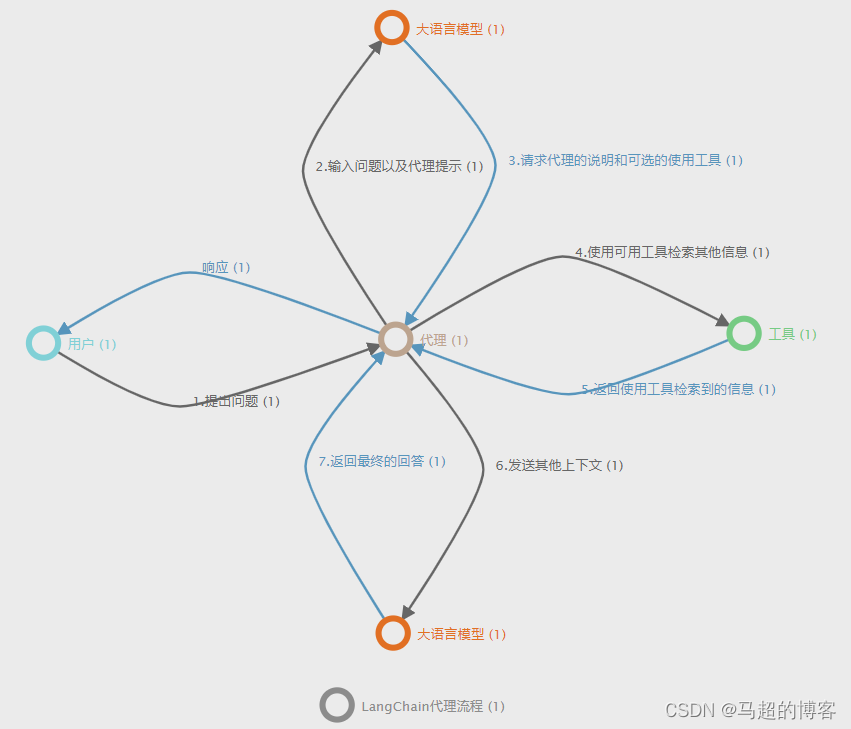 大语言模型 (1)
2.输入问题以及代理提示 (1)
3.请求代理的说明和可选的使用工具 (1)
4.使用可用工具检索其他信息 (1)
响应 (1)
用户 (1)
代理 (1)
工具 (1)
1.提出问题 (1)
5.返回使用工具检索到的信息 (1)
7.返回最终的回答 (1)
6.发送其他上下文 (1)
大语言模型 (1)
LangChain代理流程 (1)
CSDN @马超的博客